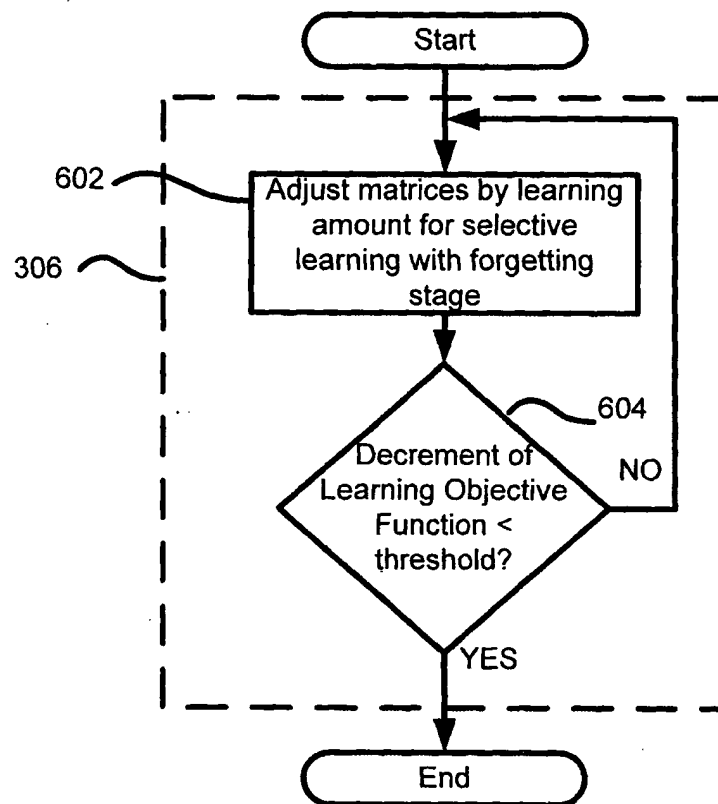 Start
602
Adjust matrices by learning
amount for selective
learning with forgetting
stage
306
604
Decrement of
Learning Objective
Function <
threshold?
NO
YES
End